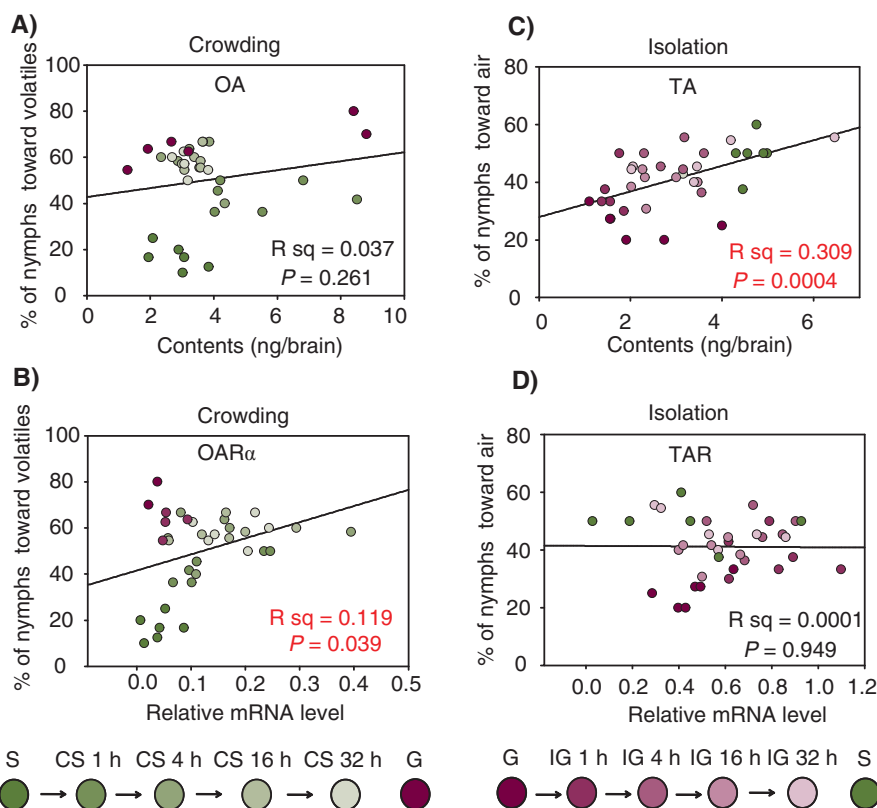 A)
Crowding
OA
% of nymphs toward volatiles
100
80
60
40
20
0
R sq = 0.037
P = 0.261
0 2 4 6 8 10
Contents (ng/brain)
C)
Isolation
TA
% of nymphs toward air
80
60
40
20
0
R sq = 0.309
P = 0.0004
0 2 4 6
Contents (ng/brain)
B)
Crowding
OARα
% of nymphs toward volatiles
100
80
60
40
20
0
R sq = 0.119
P = 0.039
0.0 0.1 0.2 0.3 0.4 0.5
Relative mRNA level
D)
Isolation
TAR
% of nymphs toward air
80
60
40
20
0
R sq = 0.0001
P = 0.949
0.0 0.2 0.4 0.6 0.8 1.0 1.2
Relative mRNA level
S CS 1 h CS 4 h CS 16 h CS 32 h G
G IG 1 h IG 4 h IG 16 h IG 32 h S